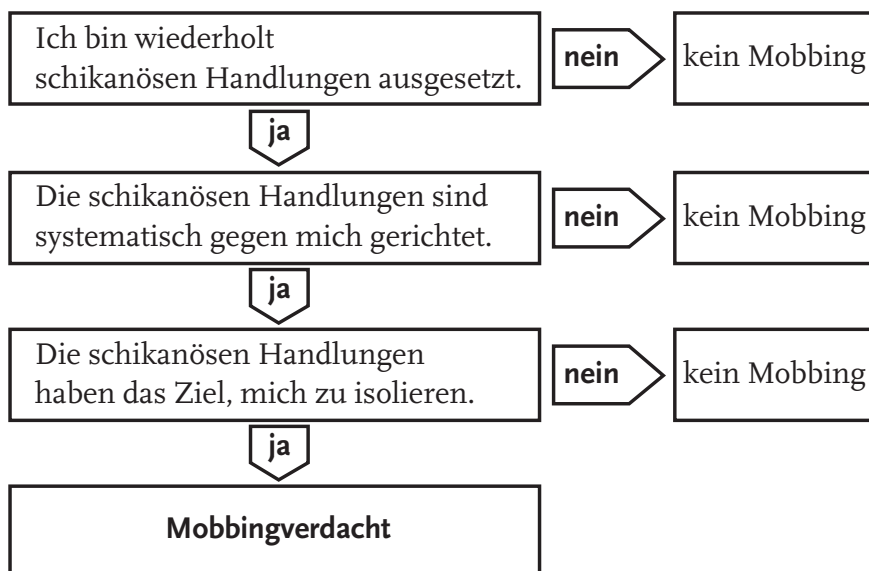 Ich bin wiederholt
schikanösen Handlungen ausgesetzt.
nein
kein Mobbing
ja
Die schikanösen Handlungen sind
systematisch gegen mich gerichtet.
nein
kein Mobbing
ja
Die schikanösen Handlungen
haben das Ziel, mich zu isolieren.
nein
kein Mobbing
ja
Mobbingverdacht